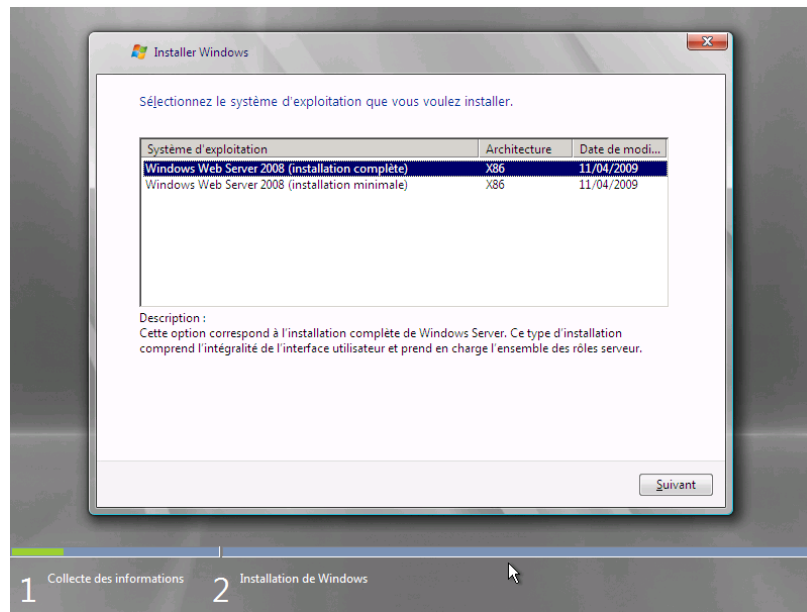 Installer Windows
Sélectionnez le système d'exploitation que vous voulez installer.
Système d'exploitation Architecture Date de modi...
Windows Web Server 2008 (installation complète) X86 11/04/2009
Windows Web Server 2008 (installation minimale) X86 11/04/2009
Description :
Cette option correspond à l'installation complète de Windows Server. Ce type d'installation
comprend l'intégralité de l'interface utilisateur et prend en charge l'ensemble des rôles serveur.
Suivant
1 Collecte des informations 2 Installation de Windows